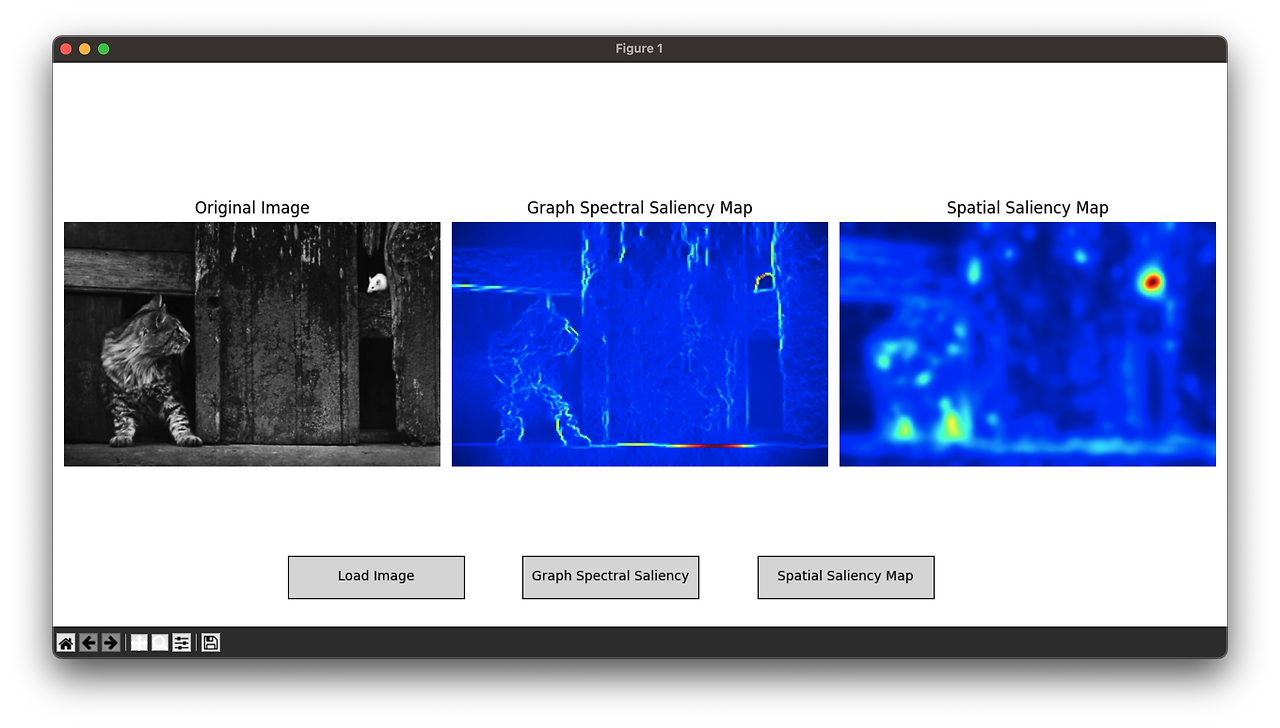 Figure 1
Original Image
Graph Spectral Saliency Map
Spatial Saliency Map
Load Image
Graph Spectral Saliency
Spatial Saliency Map